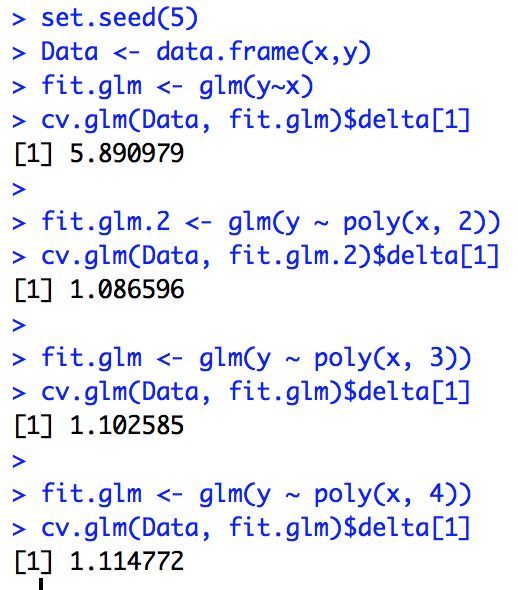 > set.seed(5)
> Data <- data.frame(x,y)
> fit.glm <- glm(y~x)
> cv.glm(Data, fit.glm)$delta[1]
[1] 5.890979
>
> fit.glm.2 <- glm(y ~ poly(x, 2))
> cv.glm(Data, fit.glm.2)$delta[1]
[1] 1.086596
>
> fit.glm <- glm(y ~ poly(x, 3))
> cv.glm(Data, fit.glm)$delta[1]
[1] 1.102585
>
> fit.glm <- glm(y ~ poly(x, 4))
> cv.glm(Data, fit.glm)$delta[1]
[1] 1.114772